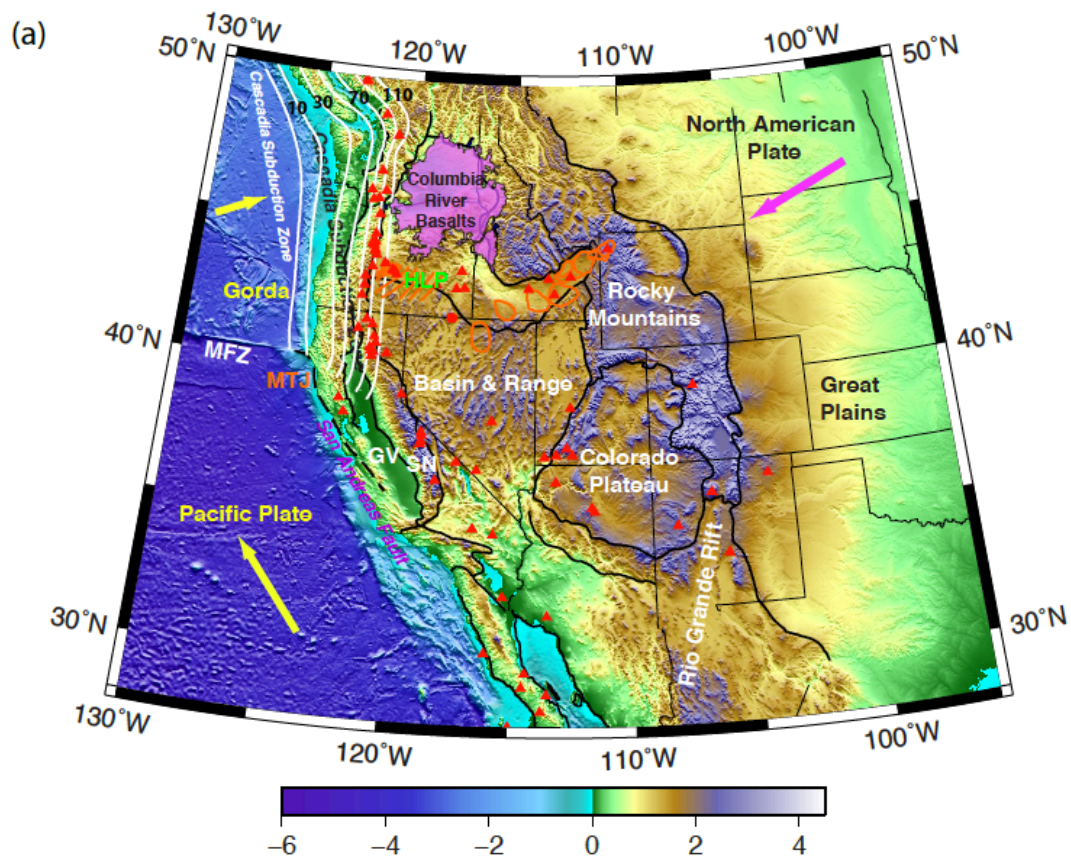 (a)
130˚W
120˚W
110˚W
100˚W
50˚N
50˚N
10
30
70
110
Cascadia Subduction Zone
Cascadia
North American
Plate
Columbia
River
Basalts
HLP
Gorda
Rocky
Mountains
40˚N
40˚N
MFZ
MTJ
Basin & Range
Great
Plains
San Andreas Fault
GV
SN
Colorado
Plateau
Pacific Plate
Rio Grande Rift
30˚N
30˚N
130˚W
120˚W
110˚W
100˚W
−6
−4
−2
0
2
4